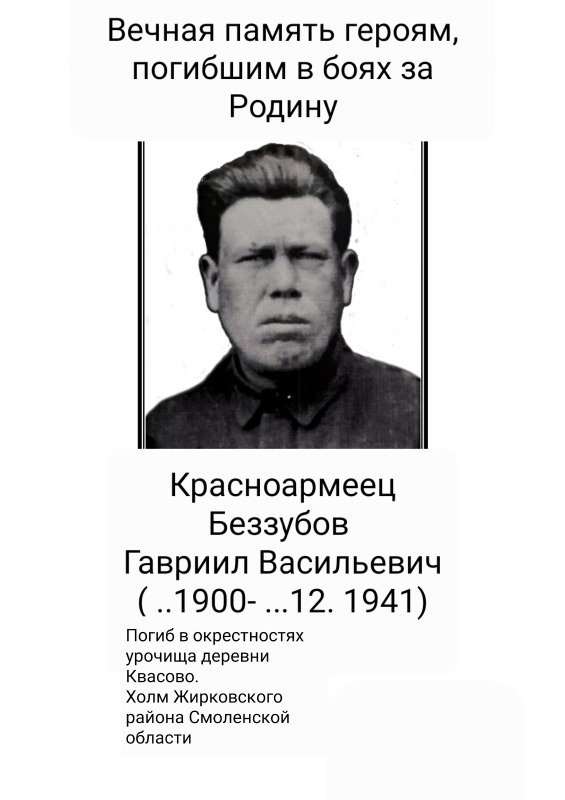 Вечная память героям,
погибшим в боях за
Родину
Красноармеец
Беззубов
Гавриил Васильевич
( ..1900- ...12. 1941)
Погиб в окрестностях
урочища деревни
Квасово.
Холм Жирковского
района Смоленской
области